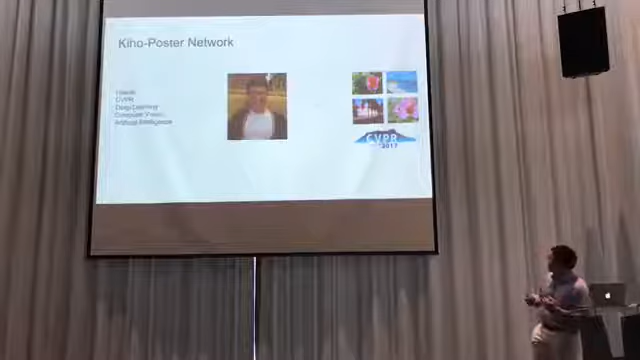 Kiho-Poster Network
CVPR
Deep Learning
Computer Vision
Artificial Intelligence
CVPR
2017